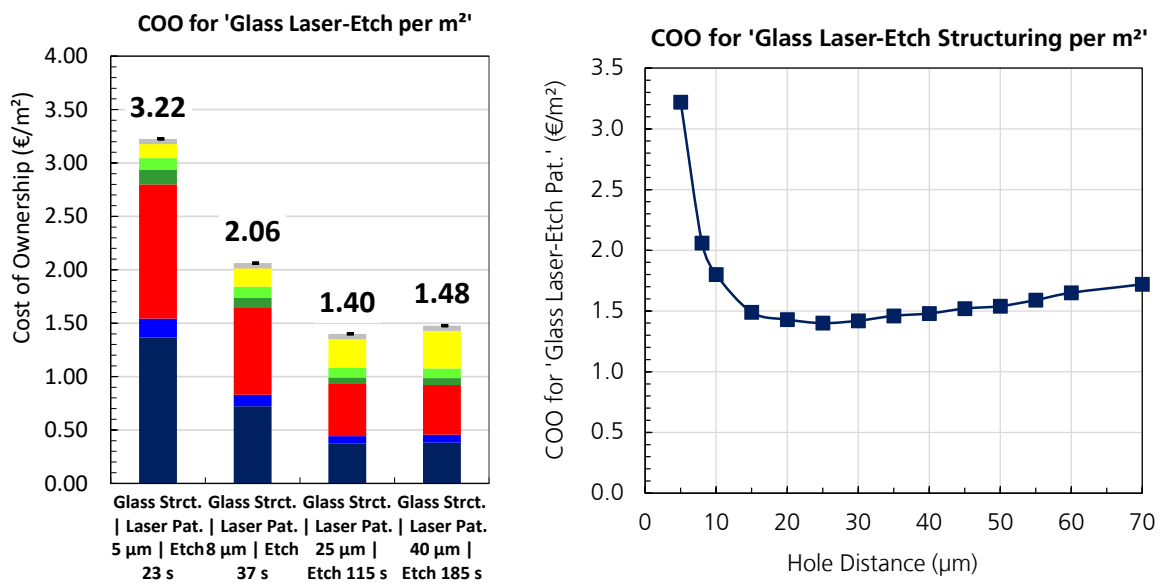 COO for 'Glass Laser-Etch per m²'
Cost of Ownership (€/m²)
4.00
3.50
3.00
2.50
2.00
1.50
1.00
0.50
0.00
3.22
2.06
1.40
1.48
Glass Strct.
| Laser Pat.
5 µm | Etch
23 s
Glass Strct.
| Laser Pat.
8 µm | Etch
37 s
Glass Strct.
| Laser Pat.
25 µm |
Etch 115 s
Glass Strct.
| Laser Pat.
40 µm |
Etch 185 s
COO for 'Glass Laser-Etch Structuring per m²'
COO for 'Glass Laser-Etch Pat.' (€/m²)
3.5
3.0
2.5
2.0
1.5
1.0
0.5
0.0
0
10
20
30
40
50
60
70
Hole Distance (µm)